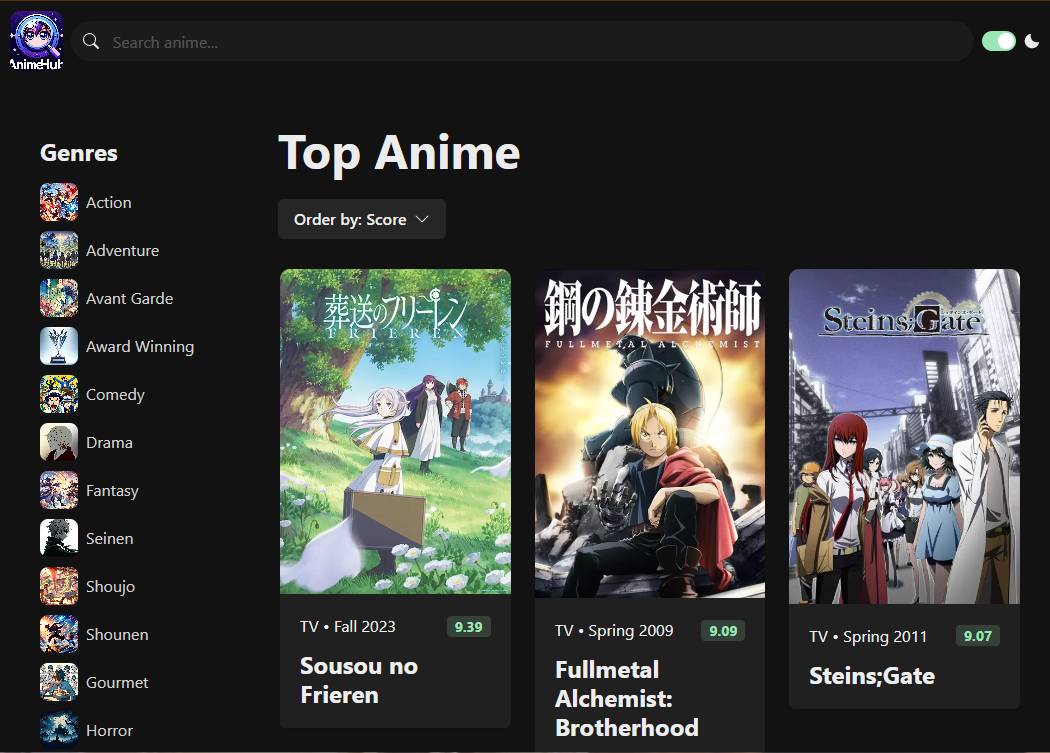 AnimeHub
Search anime...
Genres
Action
Adventure
Avant Garde
Award Winning
Comedy
Drama
Fantasy
Seinen
Shoujo
Shounen
Gourmet
Horror
Top Anime
Order by: Score
葬送のフリーレン
FRIEREN
TV • Fall 2023
9.39
Sousou no
Frieren
鋼の錬金術師
FULLMETAL ALCHEMIST
TV • Spring 2009
9.09
Fullmetal
Alchemist:
Brotherhood
Steins;Gate
TV • Spring 2011
9.07
Steins;Gate